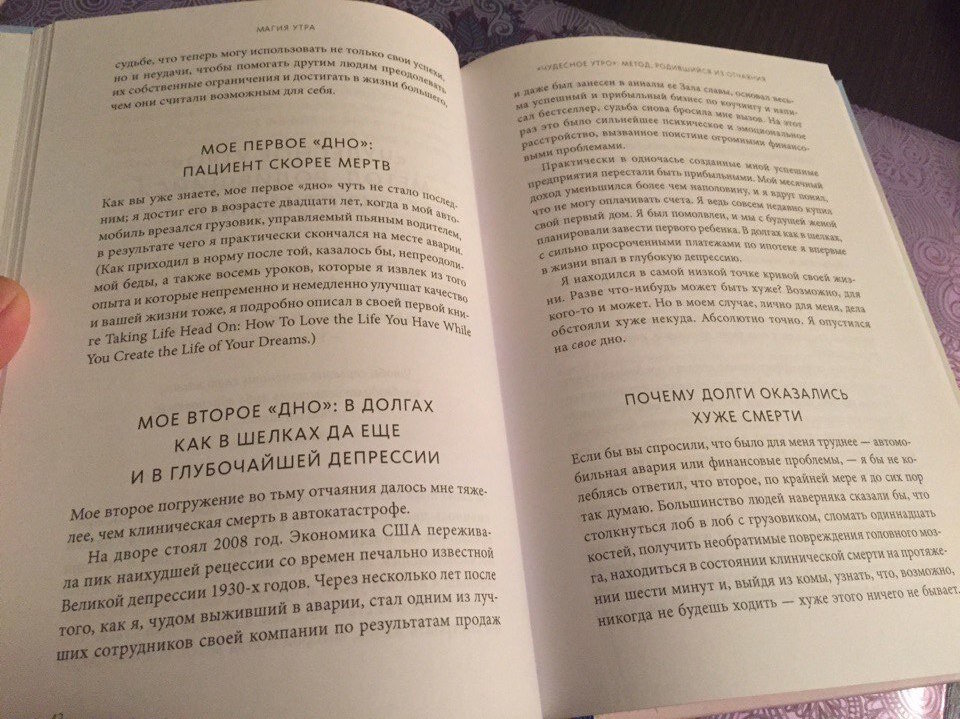 МАГИЯ УТРА
судьбе, что теперь могу использовать не только свои успехи,
но и неудачи, чтобы помогать другим людям преодолевать
их собственные ограничения и достигать в жизни большего,
чем они считали возможным для себя.
МОЕ ПЕРВОЕ «ДНО»:
ПАЦИЕНТ СКОРЕЕ МЕРТВ
Как вы уже знаете, мое первое «дно» чуть не стало послед-
ним; я достиг его в возрасте двадцати лет, когда в мой авто-
мобиль врезался грузовик, управляемый пьяным водителем,
в результате чего я практически скончался на месте аварии.
(Как приходил в норму после той, казалось бы, непреодоли-
мой беды, а также восемь уроков, которые я извлек из того
опыта и которые непременно и немедленно улучшат качество
и вашей жизни тоже, я подробно описал в своей первой кни-
ге Taking Life Head On: How To Love the Life You Have While
You Create the Life of Your Dreams.)
МОЕ ВТОРОЕ «ДНО»: В ДОЛГАХ
КАК В ШЕЛКАХ ДА ЕЩЕ
И В ГЛУБОЧАЙШЕЙ ДЕПРЕССИИ
Мое второе погружение во тьму отчаяния далось мне тяже-
лее, чем клиническая смерть в автокатастрофе.
На дворе стоял 2008 год. Экономика США пережива-
ла пик наихудшей рецессии со времен печально известной
Великой депрессии 1930-х годов. Через несколько лет после
того, как я, чудом выживший в аварии, стал одним из луч-
ших сотрудников своей компании по результатам продаж
«ЧУДЕСНОЕ УТРО»: МЕТОД, РОДИВШИЙСЯ ИЗ ОТЧАЯНИЯ
и даже был занесен в анналы ее Зала славы, основал весь-
ма успешный и прибыльный бизнес по коучингу и напи-
сал бестселлер, судьба снова бросила мне вызов. На этот
раз это было сильнейшее психическое и эмоциональное
расстройство, вызванное поистине огромными финансо-
выми проблемами.
Практически в одночасье созданные мной успешные
предприятия перестали быть прибыльными. Мой месячный
доход уменьшился более чем наполовину, и я вдруг понял,
что не могу оплачивать счета. Я ведь совсем недавно купил
свой первый дом. Я был помолвлен, и мы с будущей женой
планировали завести первого ребенка. В долгах как в шелках,
с сильно просроченными платежами по ипотеке я впервые
в жизни впал в глубокую депрессию.
Я находился в самой низкой точке кривой своей жиз-
ни. Разве что-нибудь может быть хуже? Возможно, для
кого-то и может. Но в моем случае, лично для меня, дела
обстояли хуже некуда. Абсолютно точно. Я опустился
на свое дно.
ПОЧЕМУ ДОЛГИ ОКАЗАЛИСЬ
ХУЖЕ СМЕРТИ
Если бы вы спросили, что было для меня труднее — автомо-
бильная авария или финансовые проблемы, — я бы не ко-
леблясь ответил, что второе, по крайней мере я до сих пор
так думаю. Большинство людей наверняка сказали бы, что
столкнуться лоб в лоб с грузовиком, сломать одиннадцать
костей, получить необратимые повреждения головного моз-
га, находиться в состоянии клинической смерти на протяже-
нии шести минут и, выйдя из комы, узнать, что, возможно,
никогда не будешь ходить — хуже этого ничего не бывает.